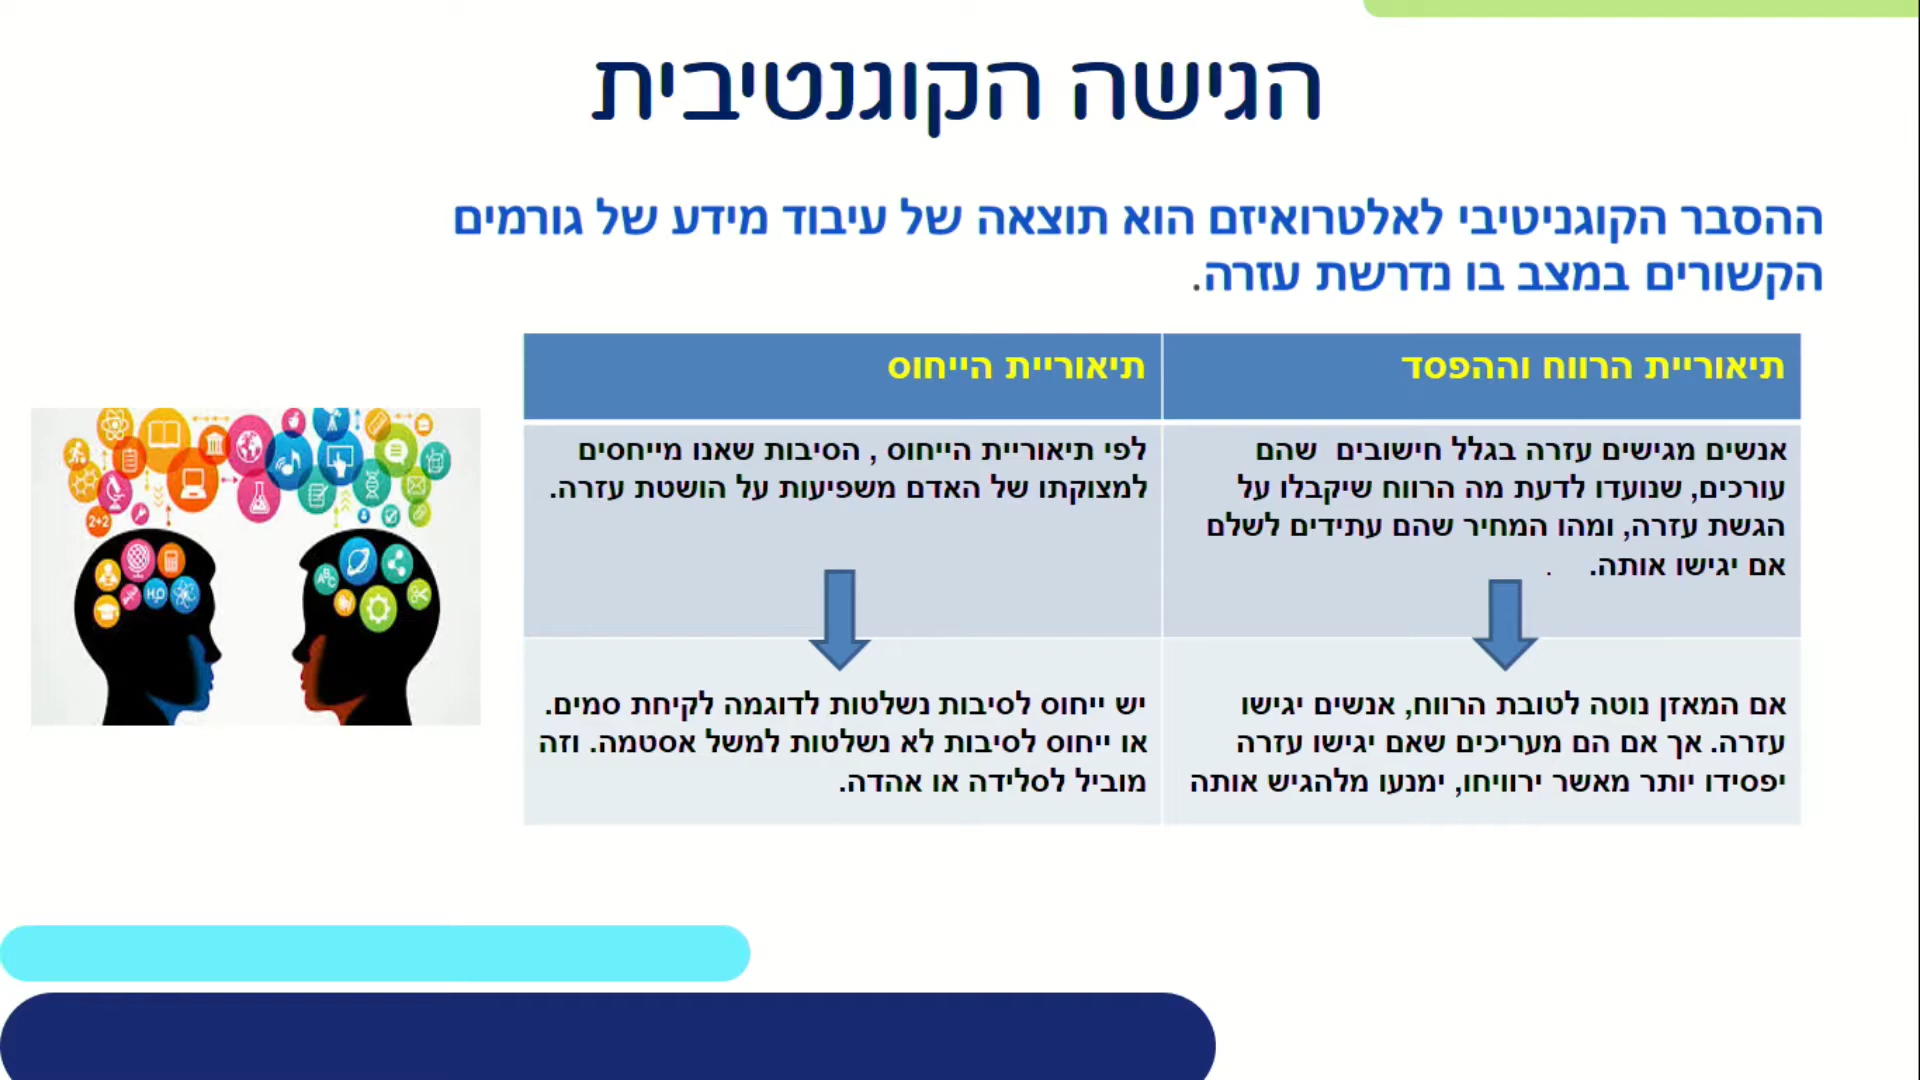 הגישה הקוגנטיבית
ההסבר הקוגניטיבי לאלטרואיזם הוא תוצאה של עיבוד מידע של גורמים
הקשורים במצב בו נדרשת עזרה.
תיאוריית הרווח וההפסד
אנשים מגישים עזרה בגלל חישובים שהם
עורכים, שנועדו לדעת מה הרווח שיקבלו על
הגשת עזרה, ומהו המחיר שהם עתידים לשלם
אם יגישו אותה. .
אם המאזן נוטה לטובת הרווח, אנשים יגישו
עזרה. אך אם הם מעריכים שאם יגישו עזרה
יפסידו יותר מאשר ירוויחו, ימנעו מלהגיש אותה
תיאוריית הייחוס
לפי תיאוריית הייחוס , הסיבות שאנו מייחסים
למצוקתו של האדם משפיעות על הושטת עזרה.
יש ייחוס לסיבות נשלטות לדוגמה לקיחת סמים.
או ייחוס לסיבות לא נשלטות למשל אסטמה. וזה
מוביל לסלידה או אהדה.
2+2
H₂O
ABC